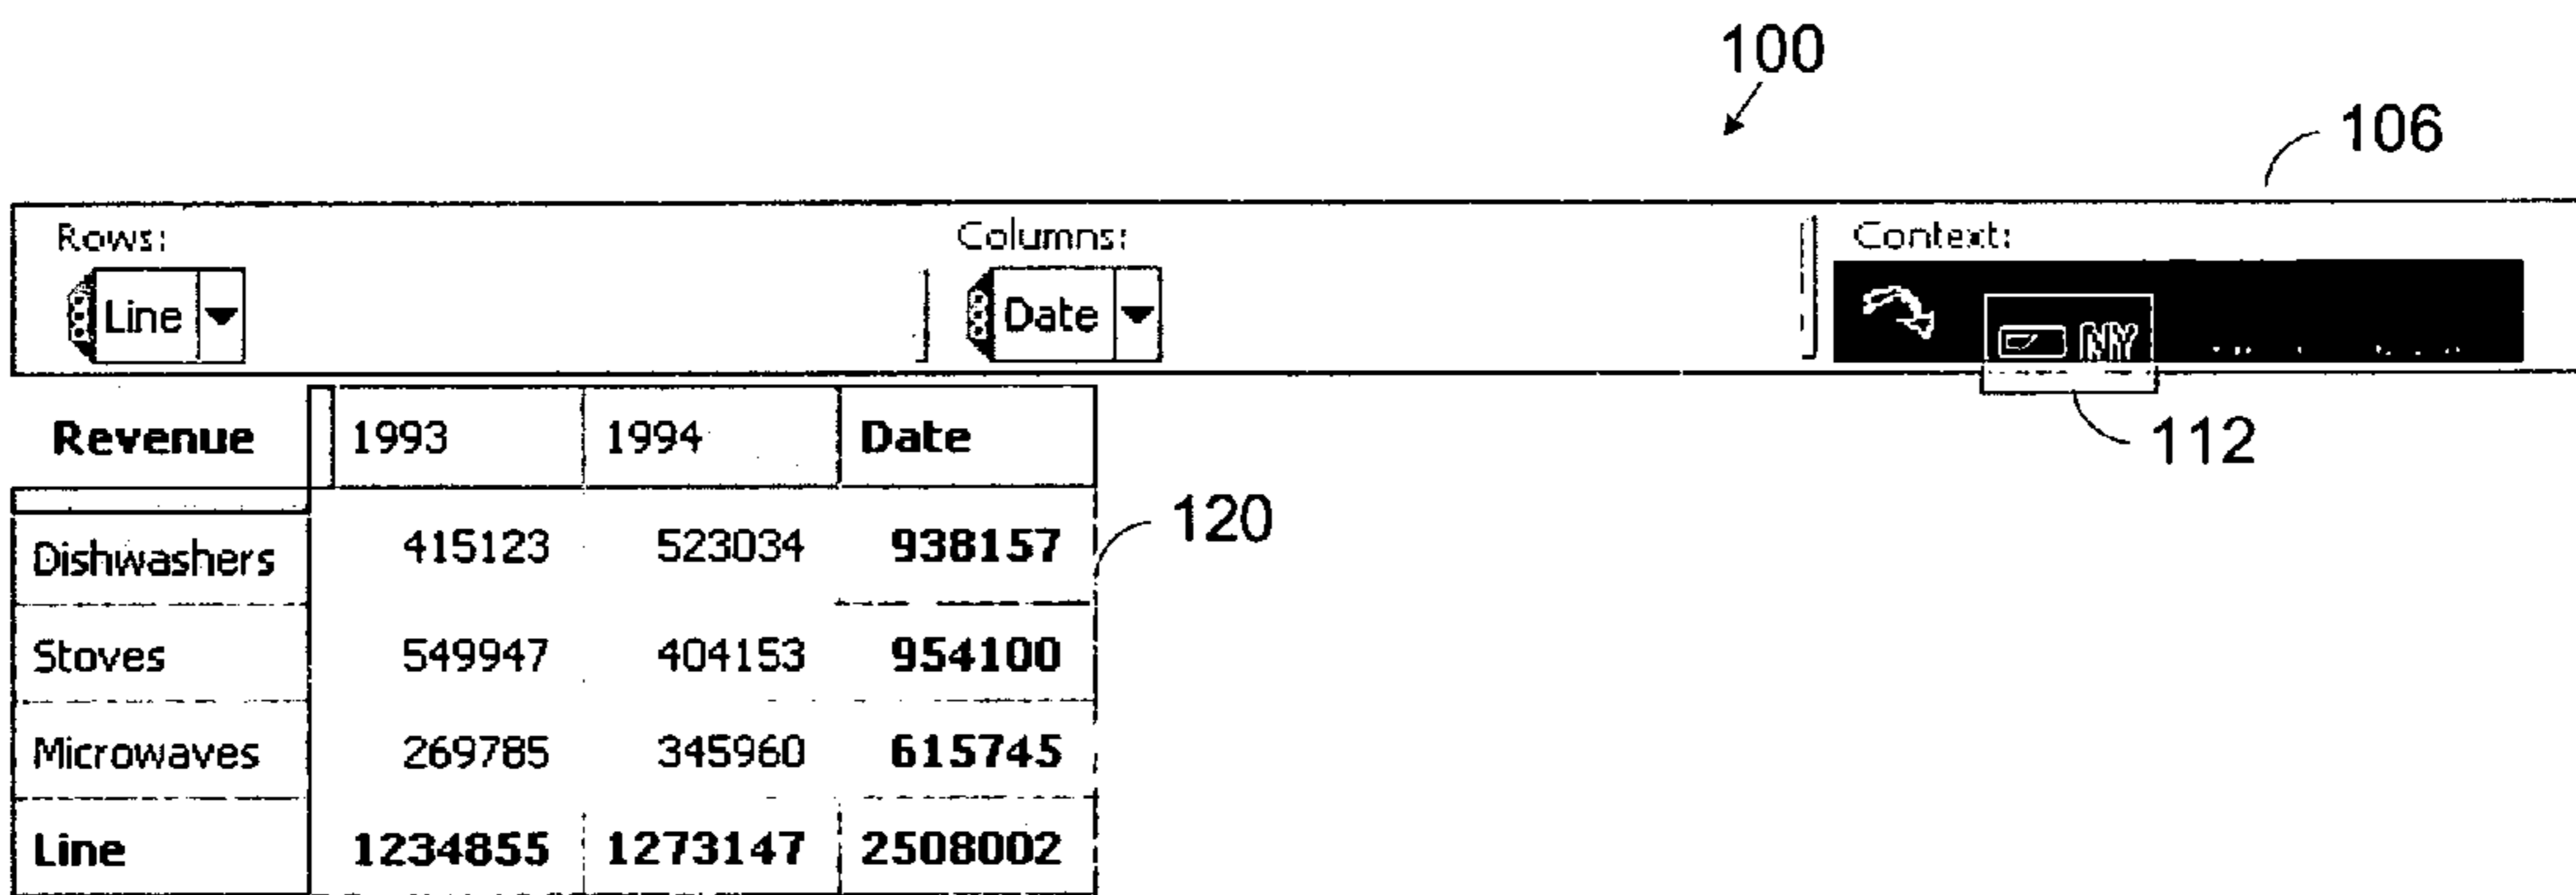 100
106
Rows: Columns: Context:
Line Date NY
112
Revenue 1993 1994 Date
120
Dishwashers 415123 523034 938157
Stoves 549947 404153 954100
Microwaves 269785 345960 615745
Line 1234855 1273147 2508002